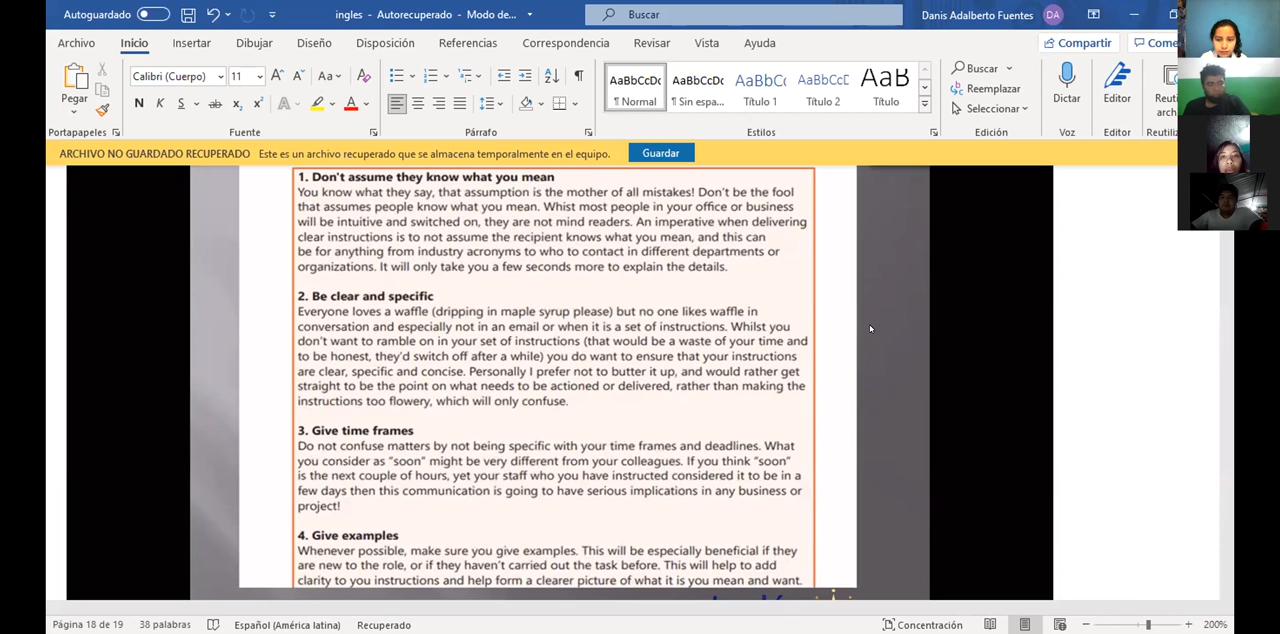 Autoguardado
ingles - Autorecuperado - Modo de...
Buscar
Danis Adalberto Fuentes
DA
Archivo Inicio Insertar Dibujar Diseño Disposición Referencias Correspondencia Revisar Vista Ayuda
Compartir
Come
Pegar
Calibri (Cuerpo) 11
Aa
N K S ab x₂ x²
A A
AaBbCcDc AaBbCcDc AaBbCc AaBbCcD AaB
¶ Normal ¶ Sin espa... Título 1 Título 2 Título
Buscar
Reemplazar
Seleccionar
Dictar
Editor
Reuti
arch
Portapapeles Fuente Párrafo Estilos Edición Voz Editor Reutiliz
ARCHIVO NO GUARDADO RECUPERADO Este es un archivo recuperado que se almacena temporalmente en el equipo. Guardar
1. Don't assume they know what you mean
You know what they say, that assumption is the mother of all mistakes! Don't be the fool
that assumes people know what you mean. Whist most people in your office or business
will be intuitive and switched on, they are not mind readers. An imperative when delivering
clear instructions is to not assume the recipient knows what you mean, and this can
be for anything from industry acronyms to who to contact in different departments or
organizations. It will only take you a few seconds more to explain the details.
2. Be clear and specific
Everyone loves a waffle (dripping in maple syrup please) but no one likes waffle in
conversation and especially not in an email or when it is a set of instructions. Whilst you
don't want to ramble on in your set of instructions (that would be a waste of your time and
to be honest, they'd switch off after a while) you do want to ensure that your instructions
are clear, specific and concise. Personally I prefer not to butter it up, and would rather get
straight to be the point on what needs to be actioned or delivered, rather than making the
instructions too flowery, which will only confuse.
3. Give time frames
Do not confuse matters by not being specific with your time frames and deadlines. What
you consider as "soon" might be very different from your colleagues. If you think "soon"
is the next couple of hours, yet your staff who you have instructed considered it to be in a
few days then this communication is going to have serious implications in any business or
project!
4. Give examples
Whenever possible, make sure you give examples. This will be especially beneficial if they
are new to the role, or if they haven't carried out the task before. This will help to add
clarity to you instructions and help form a clearer picture of what it is you mean and want.
Página 18 de 19 38 palabras Español (América latina) Recuperado
Concentración
200%